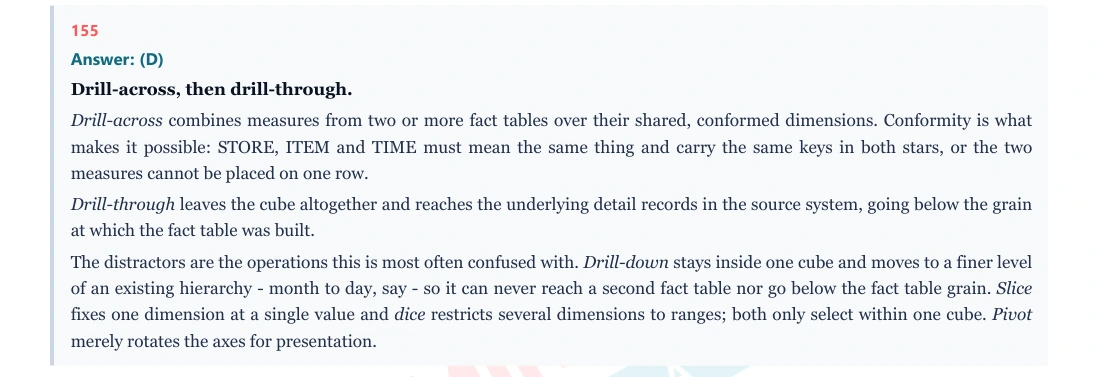 155
Answer: (D)
Drill-across, then drill-through.
Drill-across combines measures from two or more fact tables over their shared, conformed dimensions. Conformity is what
makes it possible: STORE, ITEM and TIME must mean the same thing and carry the same keys in both stars, or the two
measures cannot be placed on one row.
Drill-through leaves the cube altogether and reaches the underlying detail records in the source system, going below the grain
at which the fact table was built.
The distractors are the operations this is most often confused with. Drill-down stays inside one cube and moves to a finer level
of an existing hierarchy - month to day, say - so it can never reach a second fact table nor go below the fact table grain. Slice
fixes one dimension at a single value and dice restricts several dimensions to ranges; both only select within one cube. Pivot
merely rotates the axes for presentation.